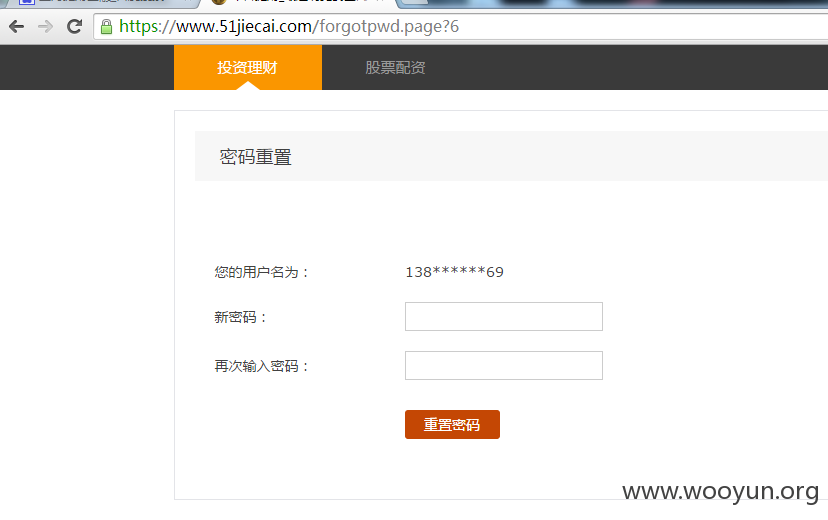 https://www.51jiecai.com/forgotpwd.page?6
投资理财 股票配资
密码重置
您的用户名为： 138******69
新密码：
再次输入密码：
重置密码
www.wooyun.org